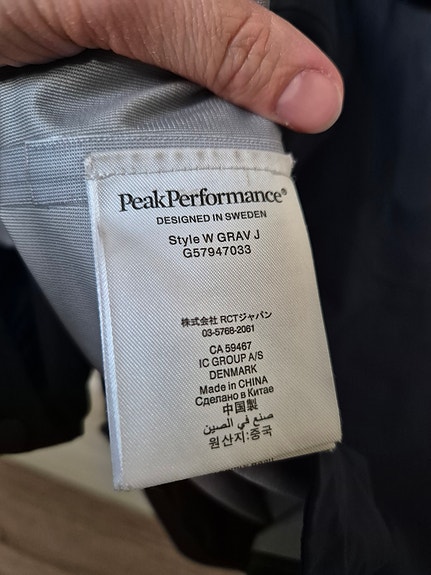 PeakPerformance®
DESIGNED IN SWEDEN
Style W GRAV J
G57947033
株式会社 RCTジャパン
03-5766-2061
CA 59467
IC GROUP A/S
DENMARK
Made in CHINA
Сделано в Китае
中国製
صنع في الصين
원산지:중국